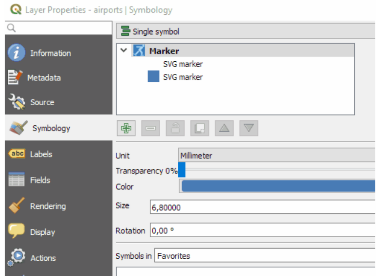 Layer Properties - airports | Symbology
Single symbol
Information
Marker
SVG marker
Metadata
SVG marker
Source
Symbology
abc Labels
Unit
Millimeter
Fields
Transparency 0%
Color
Rendering
Size
6,80000
Display
Rotation
0,00 °
Actions
Symbols in
Favorites